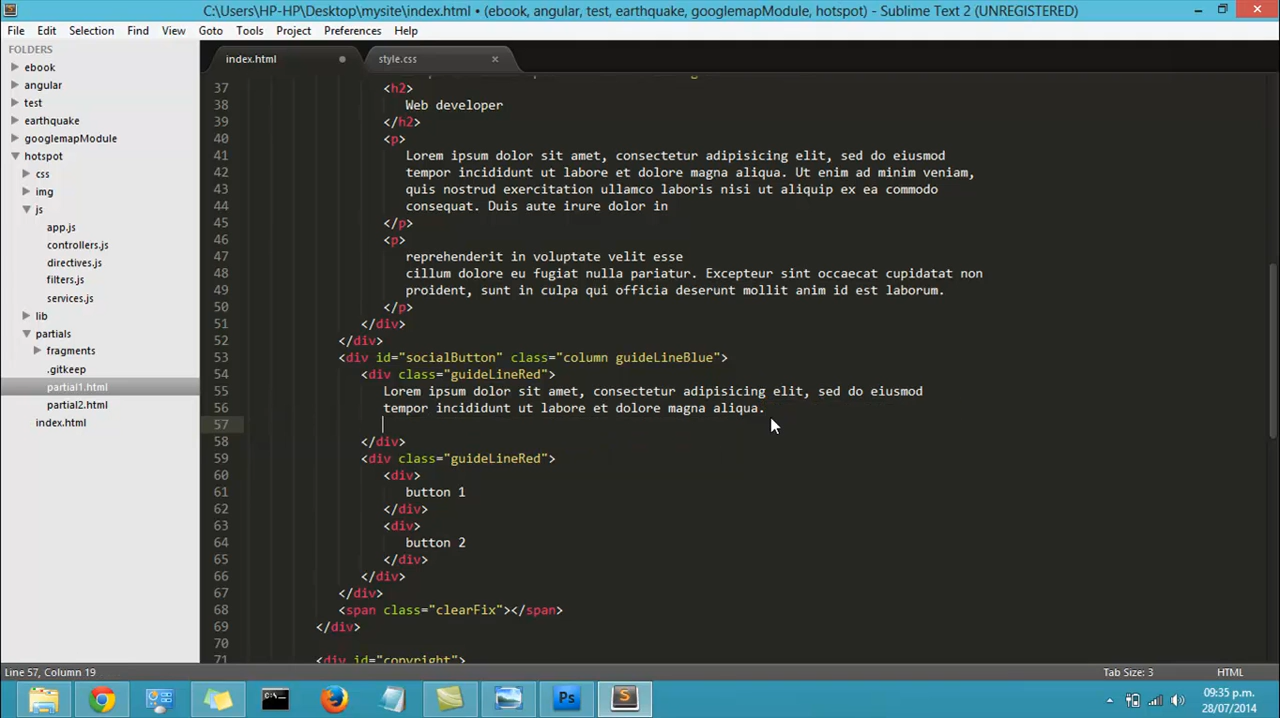 C:\Users\HP-HP\Desktop\mysite\index.html • (ebook, angular, test, earthquake, googlemapModule, hotspot) - Sublime Text 2 (UNREGISTERED)
File Edit Selection Find View Goto Tools Project Preferences Help
FOLDERS
ebook
angular
test
earthquake
googlemapModule
hotspot
css
img
js
app.js
controllers.js
directives.js
filters.js
services.js
lib
partials
fragments
.gitkeep
partial1.html
partial2.html
index.html
index.html style.css
37 <h2>
38 Web developer
39 </h2>
40 <p>
41 Lorem ipsum dolor sit amet, consectetur adipisicing elit, sed do eiusmod
42 tempor incididunt ut labore et dolore magna aliqua. Ut enim ad minim veniam,
43 quis nostrud exercitation ullamco laboris nisi ut aliquip ex ea commodo
44 consequat. Duis aute irure dolor in
45 </p>
46 <p>
47 reprehenderit in voluptate velit esse
48 cillum dolore eu fugiat nulla pariatur. Excepteur sint occaecat cupidatat non
49 proident, sunt in culpa qui officia deserunt mollit anim id est laborum.
50 </p>
51 </div>
52 </div>
53 <div id="socialButton" class="column guideLineBlue">
54 <div class="guideLineRed">
55 Lorem ipsum dolor sit amet, consectetur adipisicing elit, sed do eiusmod
56 tempor incididunt ut labore et dolore magna aliqua.
57
58 </div>
59 <div class="guideLineRed">
60 <div>
61 button 1
62 </div>
63 <div>
64 button 2
65 </div>
66 </div>
67 </div>
68 <span class="clearFix"></span>
69 </div>
70
71 <div id="copyright">
Line 57, Column 19 Tab Size: 3 HTML
Ps S 09:35 p.m.
28/07/2014